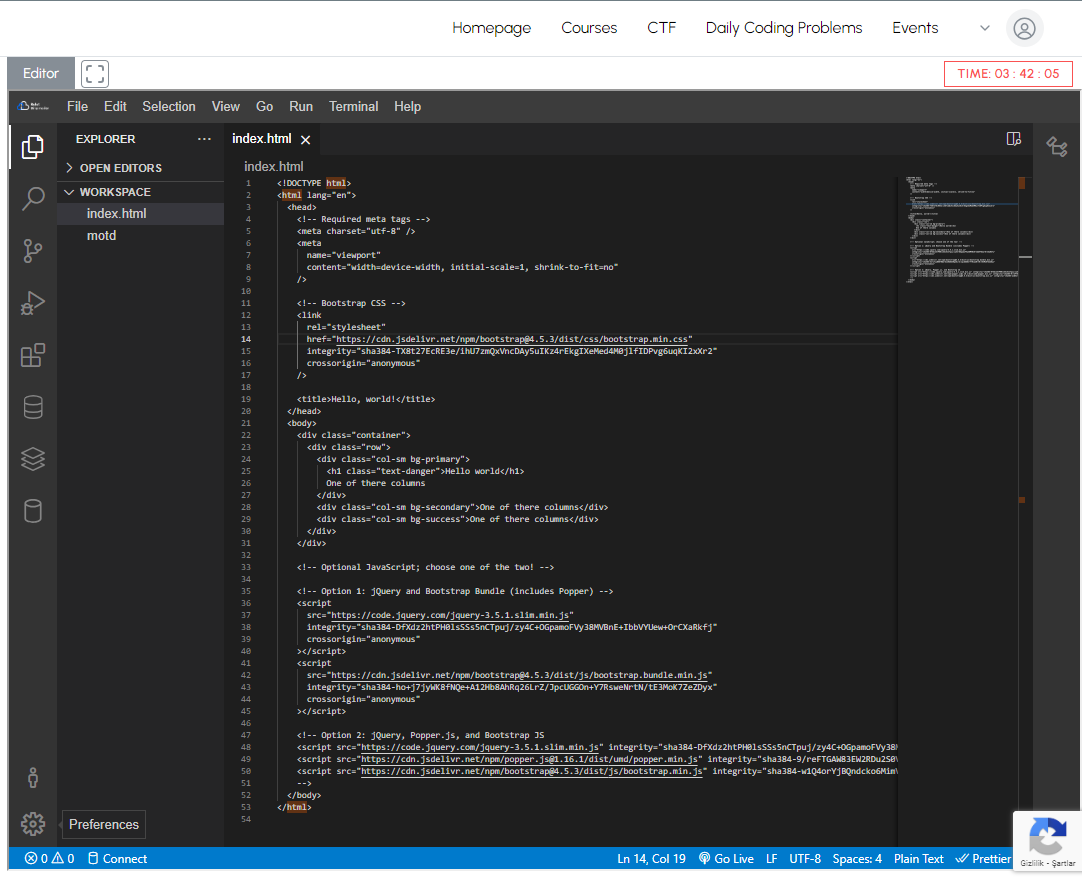 Homepage Courses CTF Daily Coding Problems Events
Editor
TIME: 03 : 42 : 05
File Edit Selection View Go Run Terminal Help
EXPLORER
OPEN EDITORS
WORKSPACE
index.html
motd
index.html
index.html
1 <!DOCTYPE html>
2 <html lang="en">
3 <head>
4 <!-- Required meta tags -->
5 <meta charset="utf-8" />
6 <meta
7 name="viewport"
8 content="width=device-width, initial-scale=1, shrink-to-fit=no"
9 />
10
11 <!-- Bootstrap CSS -->
12 <link
13 rel="stylesheet"
14 href="https://cdn.jsdelivr.net/npm/bootstrap@4.5.3/dist/css/bootstrap.min.css"
15 integrity="sha384-TX8t27EcRE3e/ihU7zmQxVncDAy5uIKz4rEkgIXeMed4M0jlfIDPvg6uqKI2xXr2"
16 crossorigin="anonymous"
17 />
18
19 <title>Hello, world!</title>
20 </head>
21 <body>
22 <div class="container">
23 <div class="row">
24 <div class="col-sm bg-primary">
25 <h1 class="text-danger">Hello world</h1>
26 One of there columns
27 </div>
28 <div class="col-sm bg-secondary">One of there columns</div>
29 <div class="col-sm bg-success">One of there columns</div>
30 </div>
31 </div>
32
33 <!-- Optional JavaScript; choose one of the two! -->
34
35 <!-- Option 1: jQuery and Bootstrap Bundle (includes Popper) -->
36 <script
37 src="https://code.jquery.com/jquery-3.5.1.slim.min.js"
38 integrity="sha384-DfXdz2htPH0lsSSs5nCTpuj/zy4C+OGpamoFVy38MVBnE+IbbVYUew+OrCXaRkfj"
39 crossorigin="anonymous"
40 ></script>
41 <script
42 src="https://cdn.jsdelivr.net/npm/bootstrap@4.5.3/dist/js/bootstrap.bundle.min.js"
43 integrity="sha384-ho+j7jyWK8fNQe+A12Hb8AhRq26LrZ/JpcUGGOn+Y7RsweNrtN/tE3MoK7ZeZDyx"
44 crossorigin="anonymous"
45 ></script>
46
47 <!-- Option 2: jQuery, Popper.js, and Bootstrap JS
48 <script src="https://code.jquery.com/jquery-3.5.1.slim.min.js" integrity="sha384-DfXdz2htPH0lsSSs5nCTpuj/zy4C+OGpamoFVy38M
49 <script src="https://cdn.jsdelivr.net/npm/popper.js@1.16.1/dist/umd/popper.min.js" integrity="sha384-9/reFTGAW83EW2RDu2S0V
50 <script src="https://cdn.jsdelivr.net/npm/bootstrap@4.5.3/dist/js/bootstrap.min.js" integrity="sha384-w1Q4orYjBQndcko6MimV
51 -->
52 </body>
53 </html>
54
Preferences
0 0 Connect Ln 14, Col 19 Go Live LF UTF-8 Spaces: 4 Plain Text Prettier
Gizlilik - Şartlar